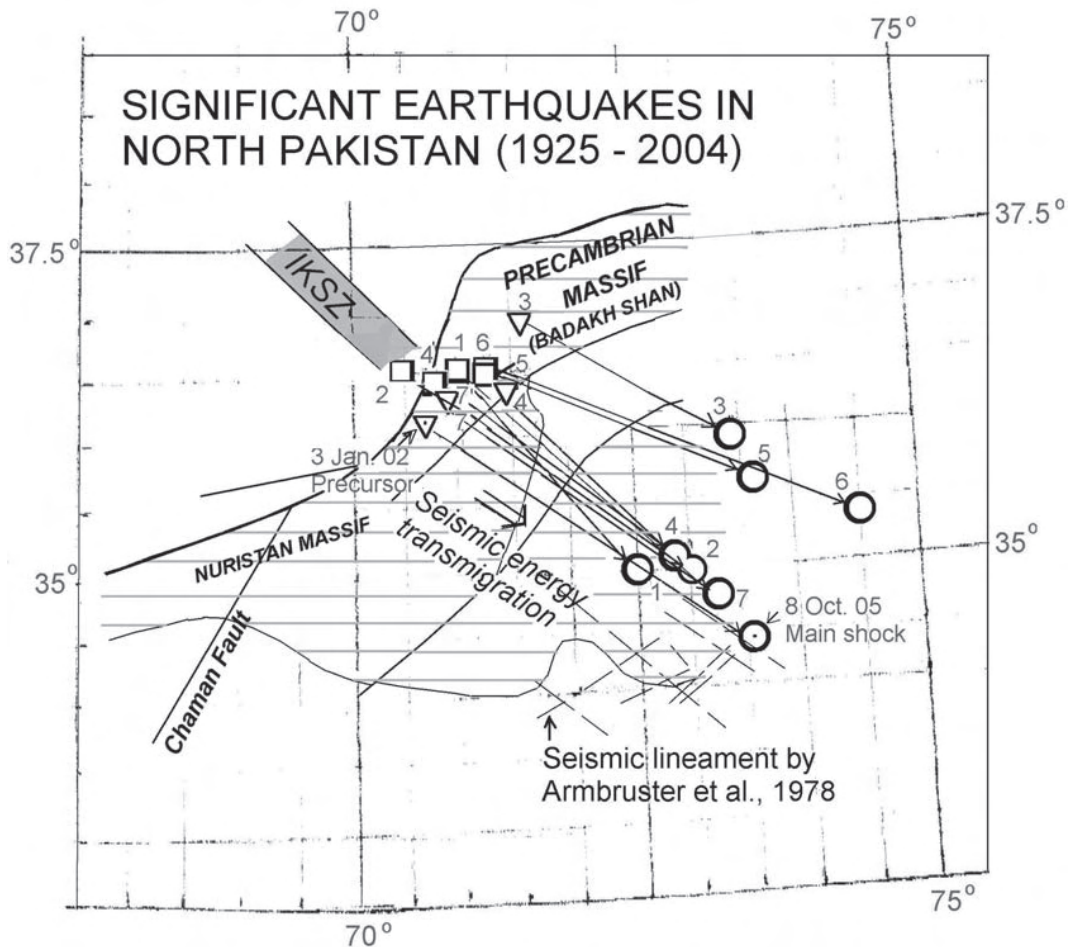 70°
75°
SIGNIFICANT EARTHQUAKES IN
NORTH PAKISTAN (1925 - 2004)
37.5°
37.5°
IKSZ
PRECAMBRIAN
MASSIF
(BADAKH SHAN)
3
4
1
6
5
2
7
4
7
3
5
6
3 Jan. 02
Precursor
Seismic energy
transmigration
NURISTAN MASSIF
35°
35°
4
2
1
7
8 Oct. 05
Main shock
Chaman Fault
Seismic lineament by
Armbruster et al., 1978
70°
75°